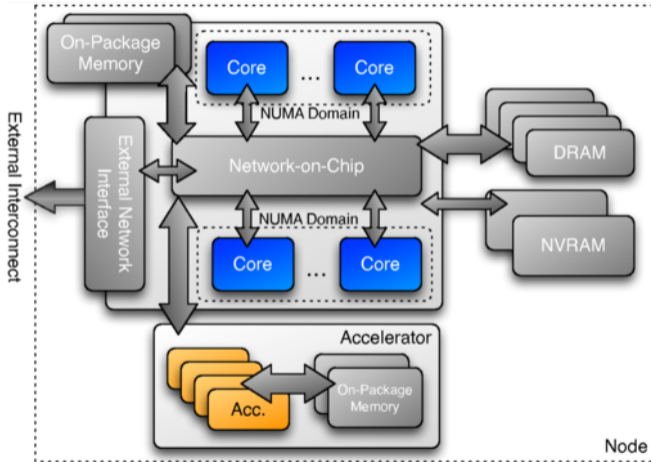 On-Package
Memory
Core
...
Core
NUMA Domain
External Interconnect
External Network
Interface
Network-on-Chip
DRAM
NUMA Domain
Core
...
Core
NVRAM
Accelerator
Acc.
On-Package
Memory
Node